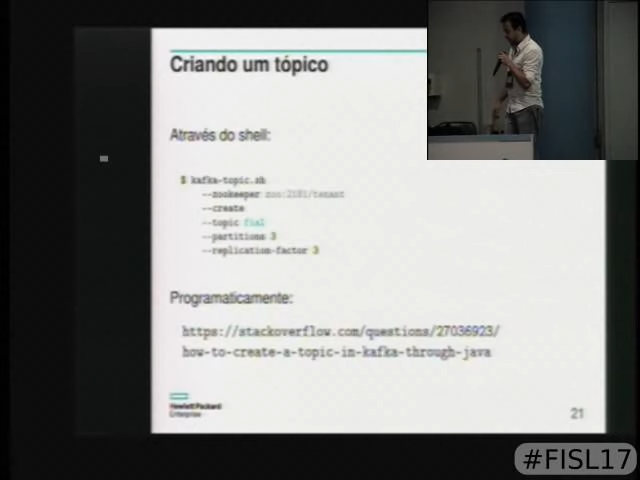 Criando um tópico
Através do shell:
$ kafka-topic.sh
--zookeeper zoo:2181/tenant
--create
--topic fisl
--partitions 3
--replication-factor 3
Programaticamente:
https://stackoverflow.com/questions/27036923/
how-to-create-a-topic-in-kafka-through-java
Hewlett Packard
Enterprise
21
#FISL17